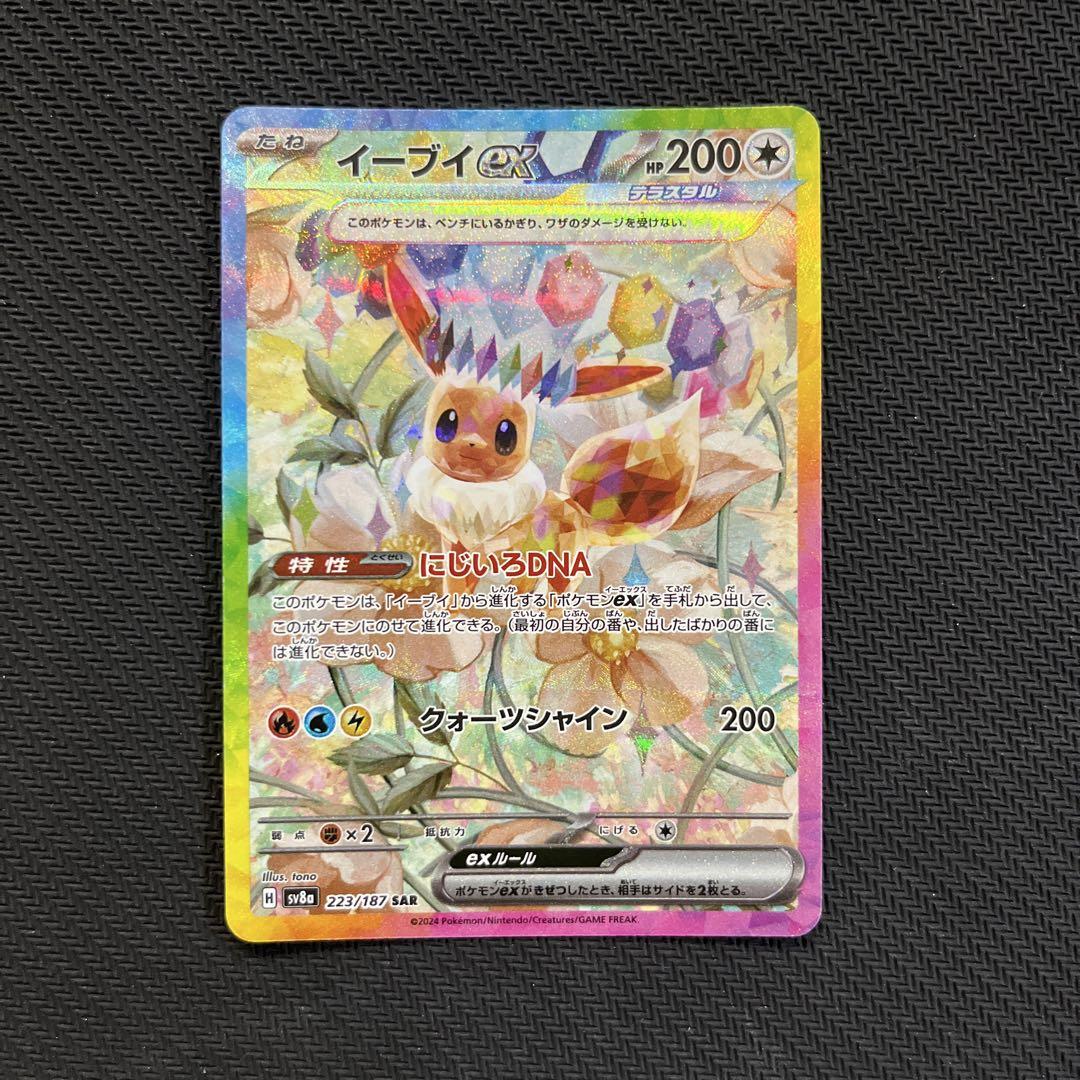 たね イーブイex HP200
テラスタル
このポケモンは、ベンチにいるかぎり、ワザのダメージを受けない。
特性 とくせい にじいろDNA
このポケモンは、「イーブイ」から進化する「ポケモンex」を手札から出して、
このポケモンにのせて進化できる。（最初の自分の番や、出したばかりの番に
は進化できない。）
クォーツシャイン 200
弱点 ×2 抵抗力 にげる
exルール
ポケモンexがきぜつしたとき、相手はサイドを2枚とる。
Illus. tono
H sv8a 223/187 SAR
©2024 Pokémon/Nintendo/Creatures/GAME FREAK.